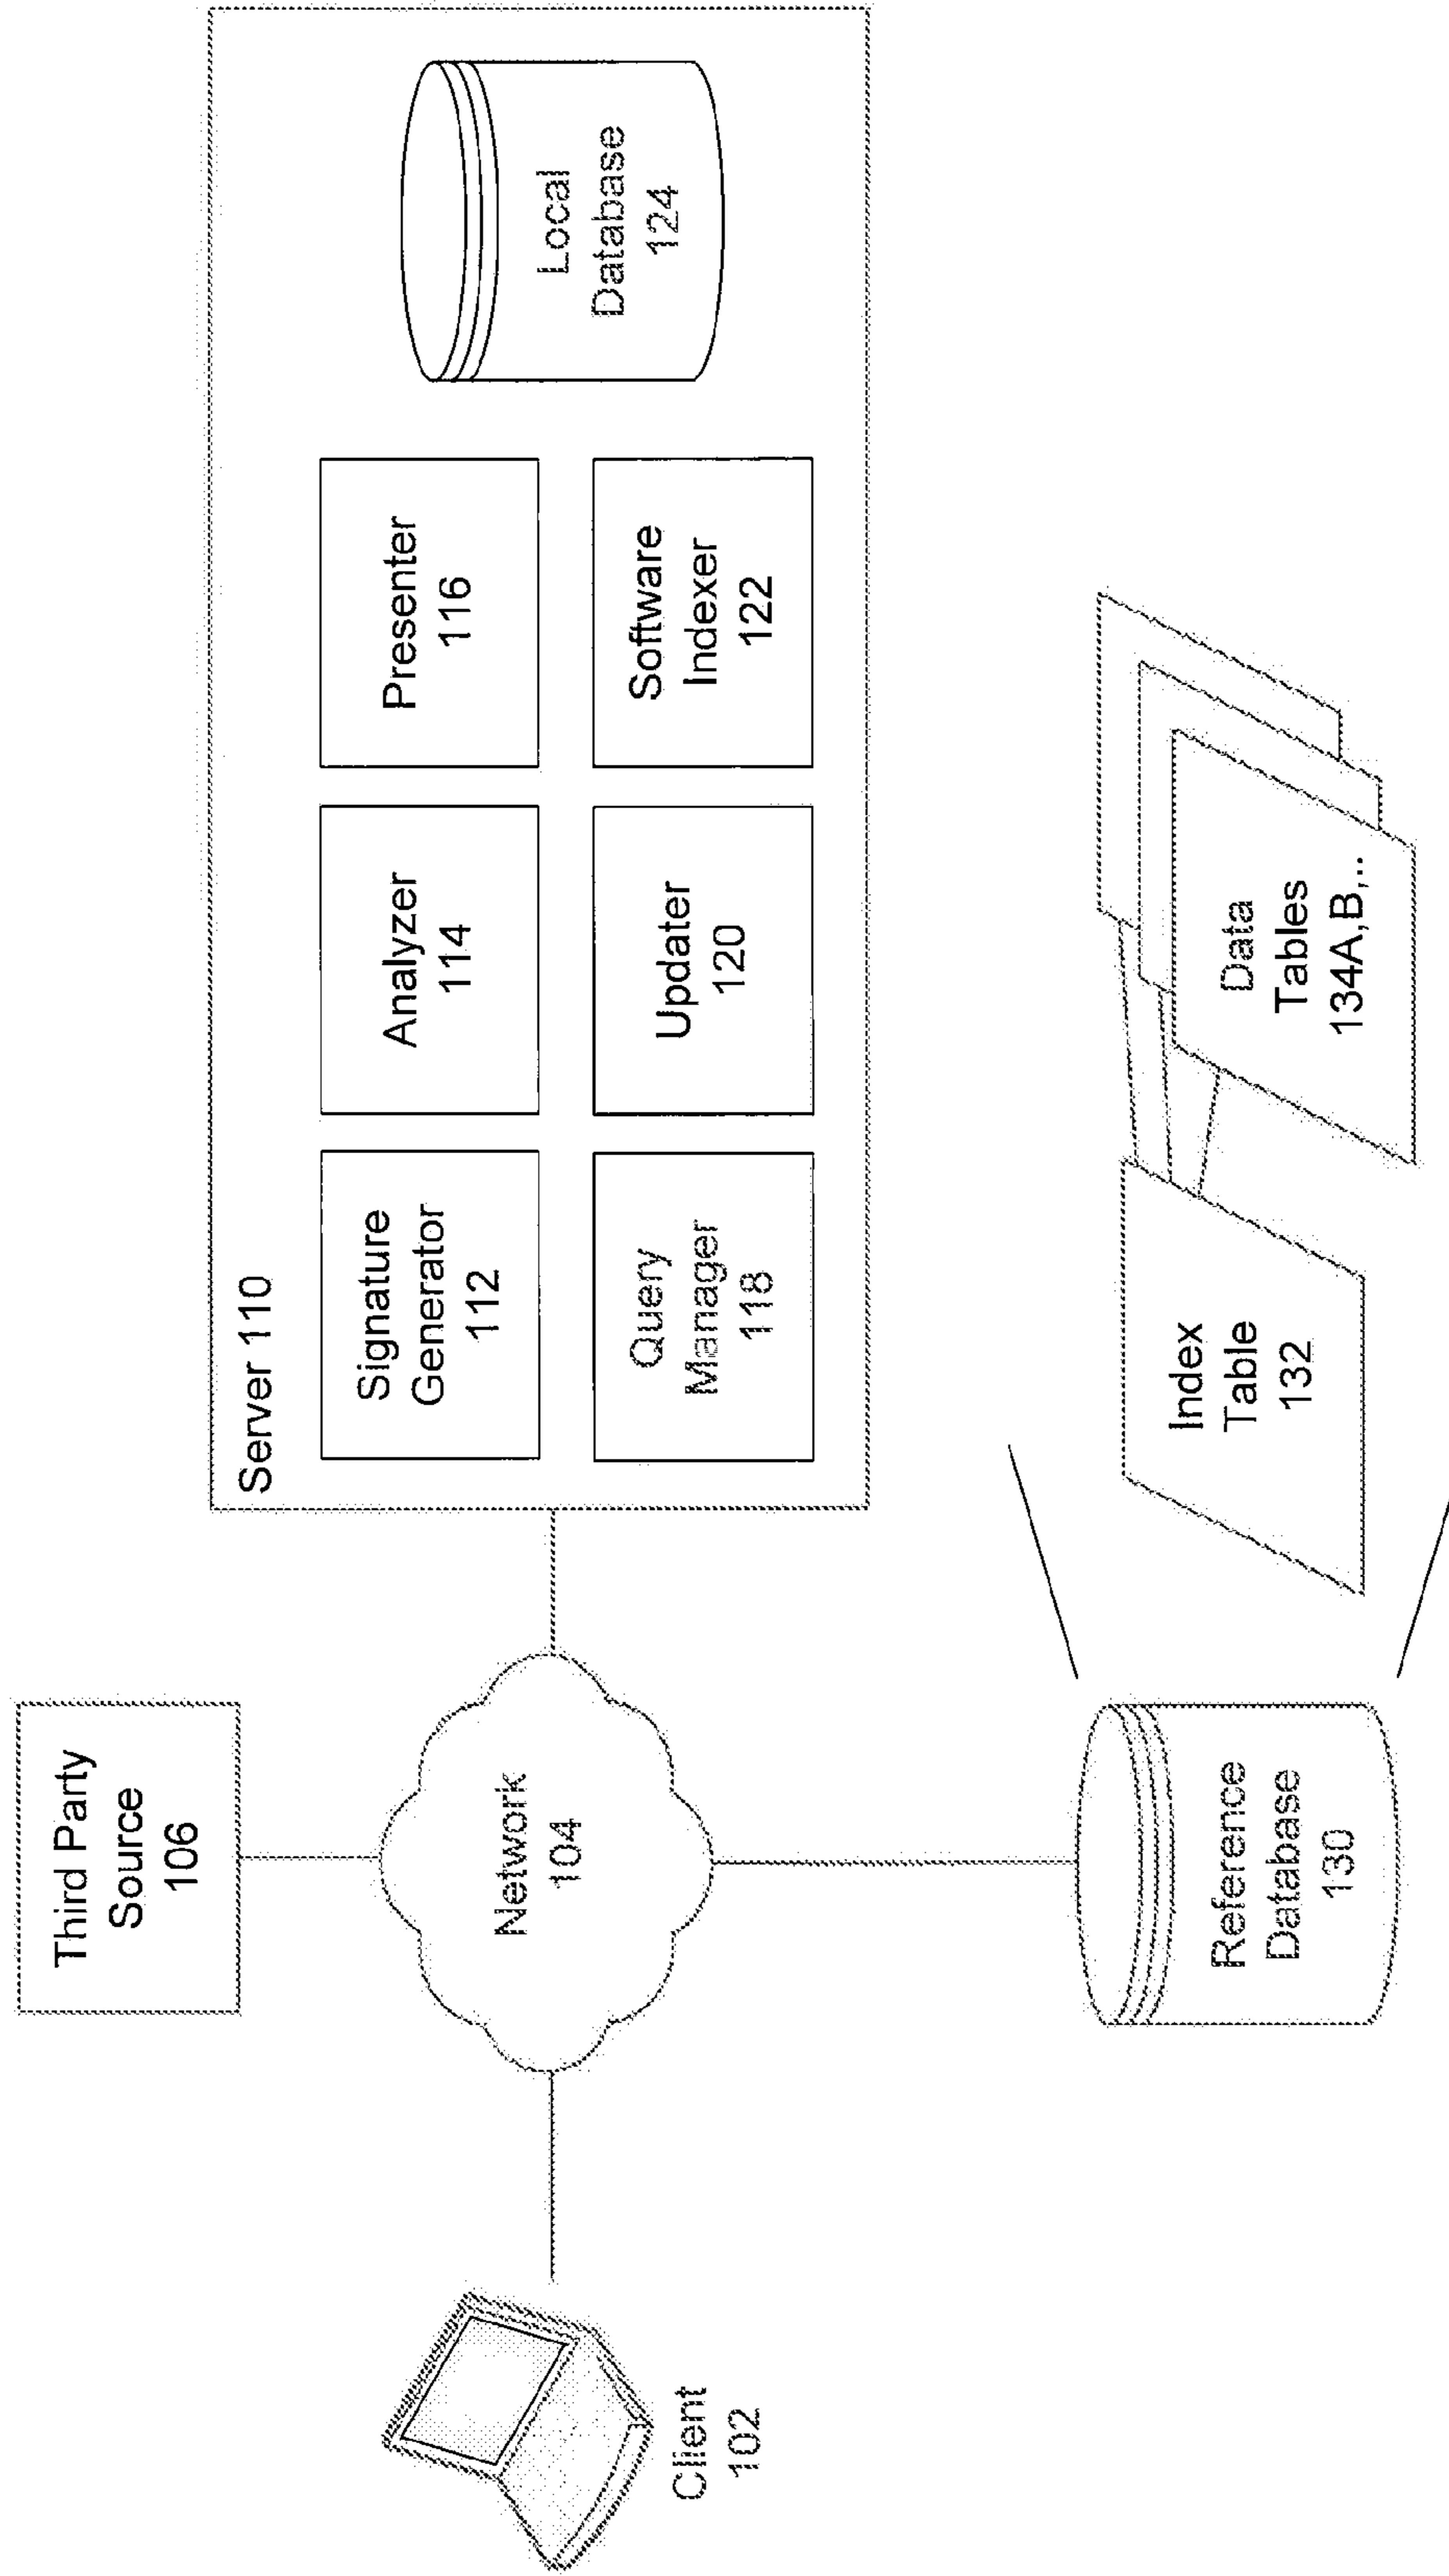 Third Party
Source
106
Server 110
Signature
Generator
112
Analyzer
114
Presenter
116
Client
102
Network
104
Query
Manager
118
Updater
120
Software
Indexer
122
Local
Database
124
Reference
Database
130
Index
Table
132
Data
Tables
134A,B,..